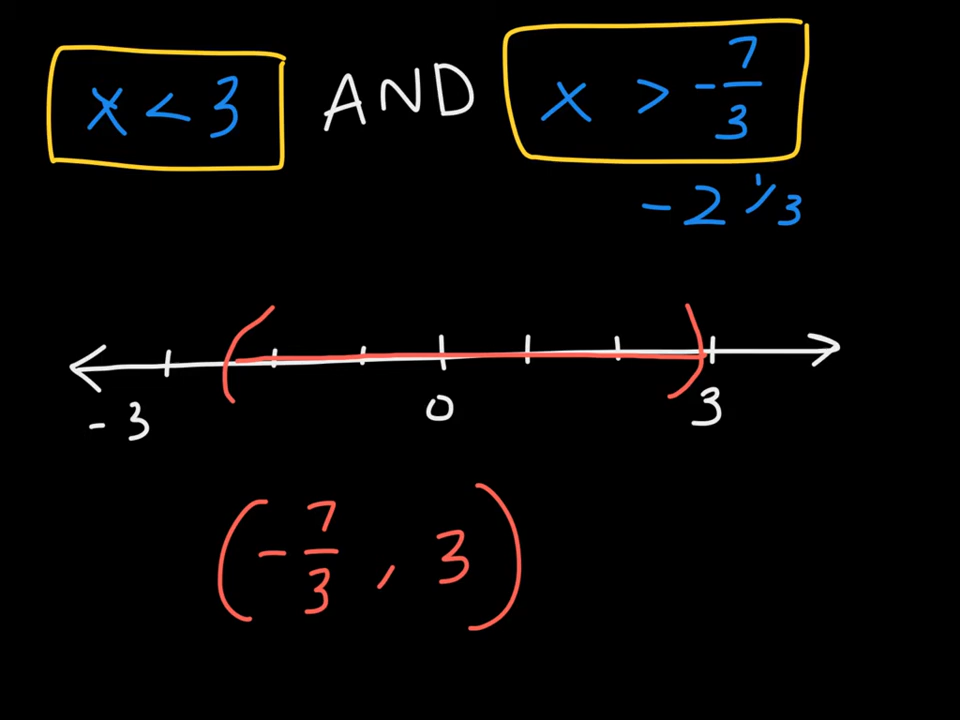 x < 3 AND x > -7/3
-2 1/3
-3 0 3
(-7/3, 3)